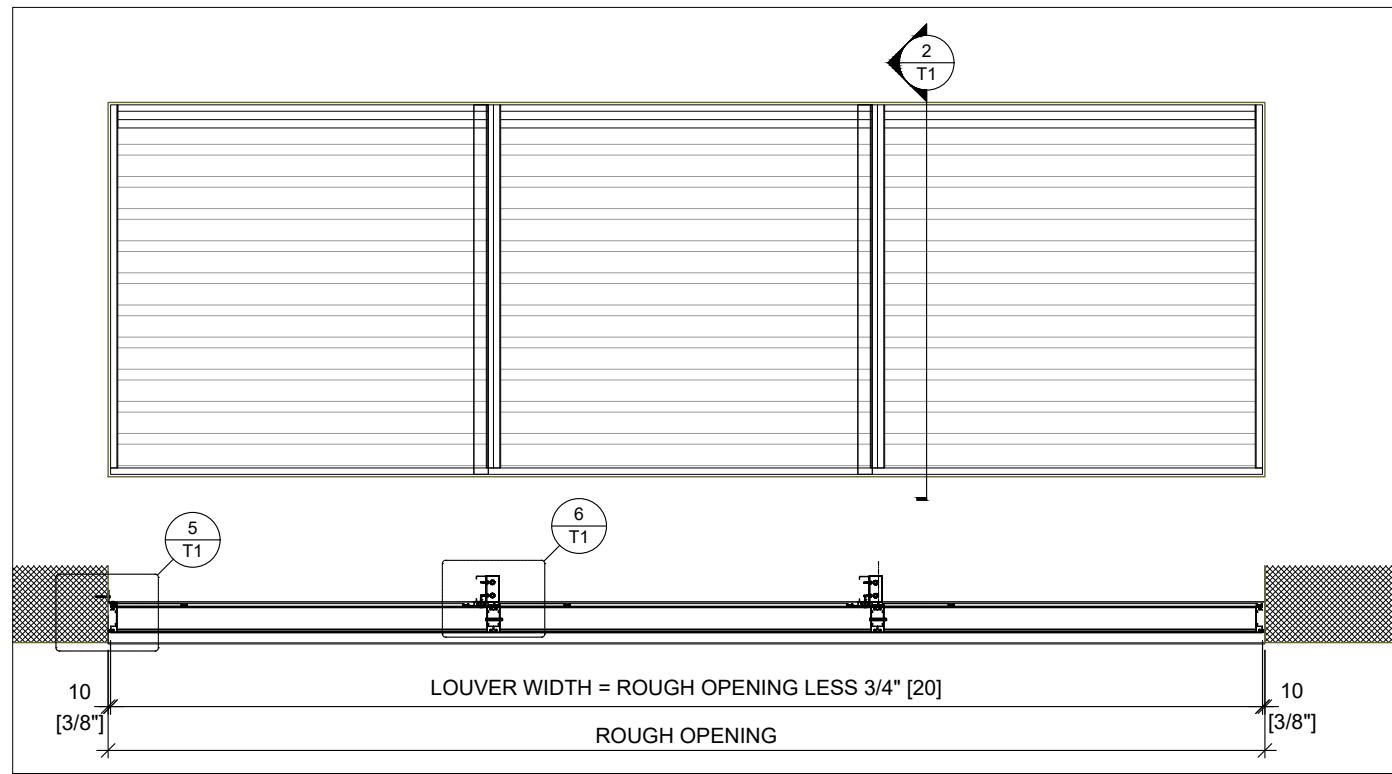 2
T1
5
T1
6
T1
10
[3/8"]
LOUVER WIDTH = ROUGH OPENING LESS 3/4" [20]
10
[3/8"]
ROUGH OPENING